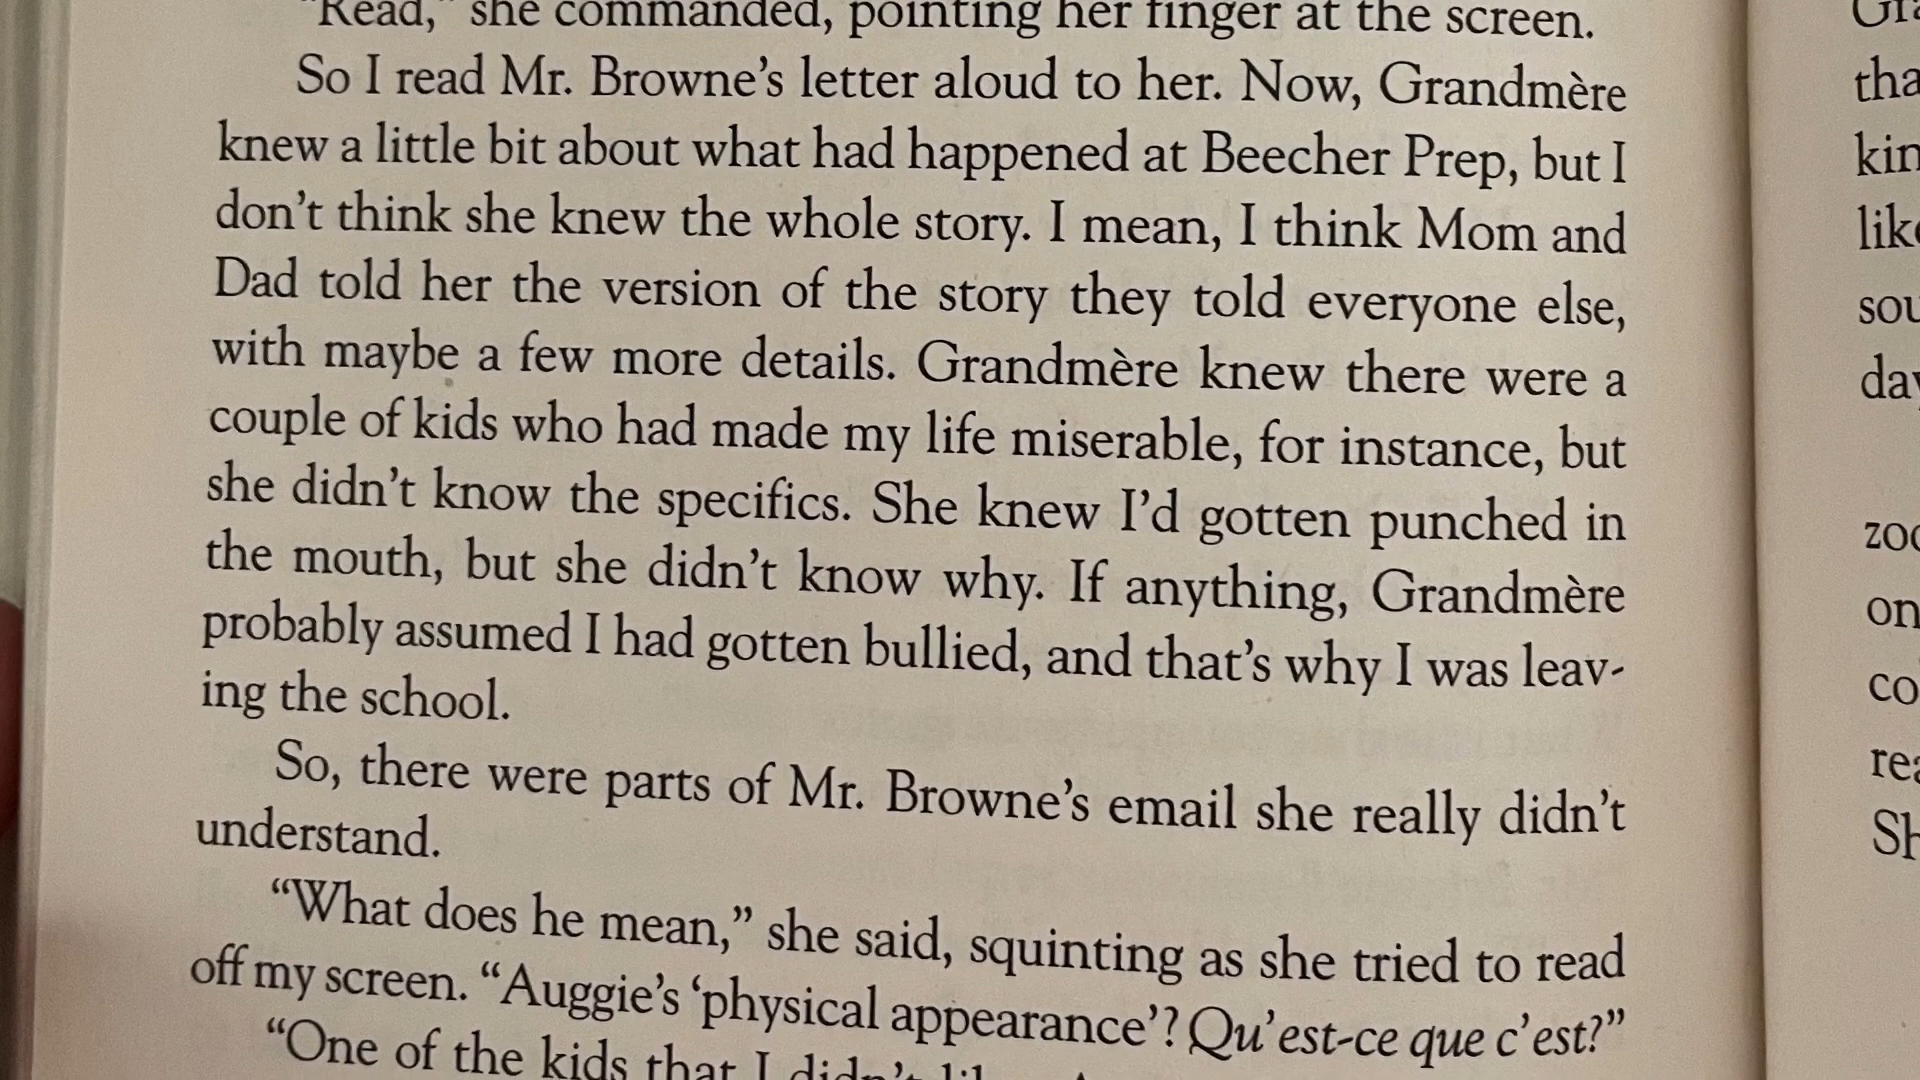 "Read," she commanded, pointing her finger at the screen.
So I read Mr. Browne's letter aloud to her. Now, Grandmère
knew a little bit about what had happened at Beecher Prep, but I
don't think she knew the whole story. I mean, I think Mom and
Dad told her the version of the story they told everyone else,
with maybe a few more details. Grandmère knew there were a
couple of kids who had made my life miserable, for instance, but
she didn't know the specifics. She knew I'd gotten punched in
the mouth, but she didn't know why. If anything, Grandmère
probably assumed I had gotten bullied, and that's why I was leav-
ing the school.
So, there were parts of Mr. Browne's email she really didn't
understand.
"What does he mean," she said, squinting as she tried to read
off my screen. "Auggie's 'physical appearance'? Qu'est-ce que c'est?"
"One of the kids that I didn't